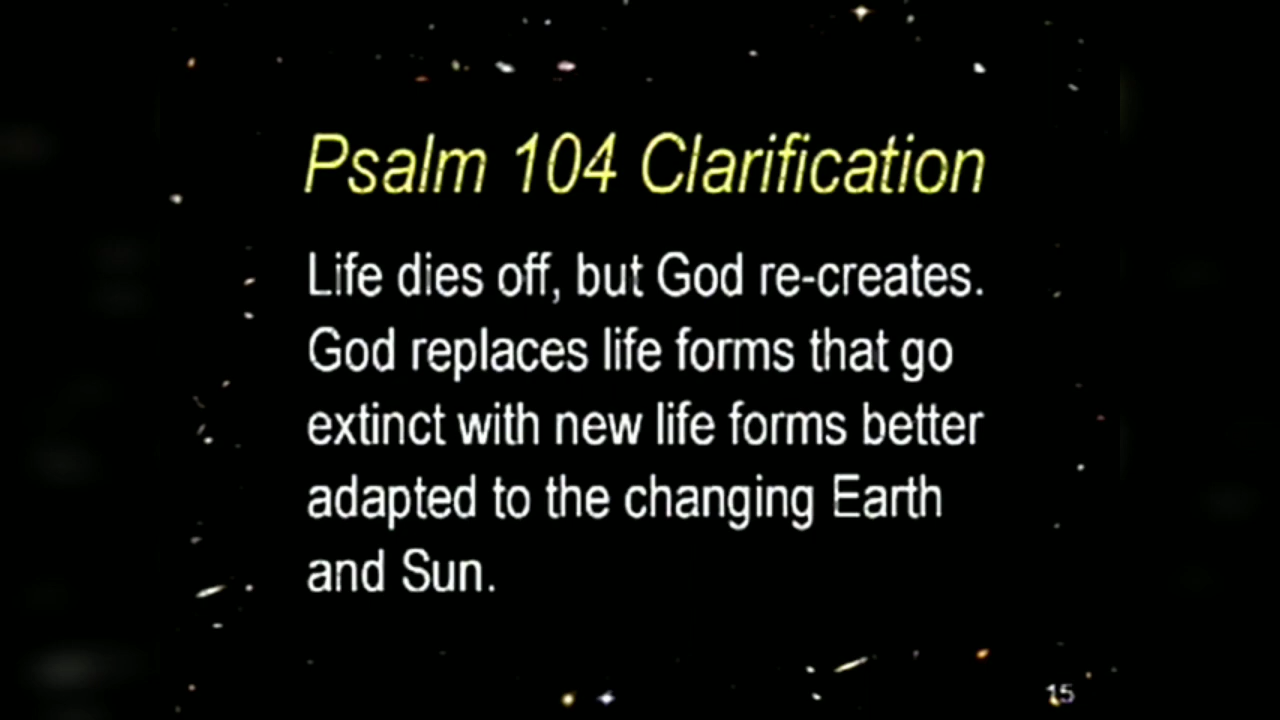 Psalm 104 Clarification
Life dies off, but God re-creates.
God replaces life forms that go
extinct with new life forms better
adapted to the changing Earth
and Sun.
15